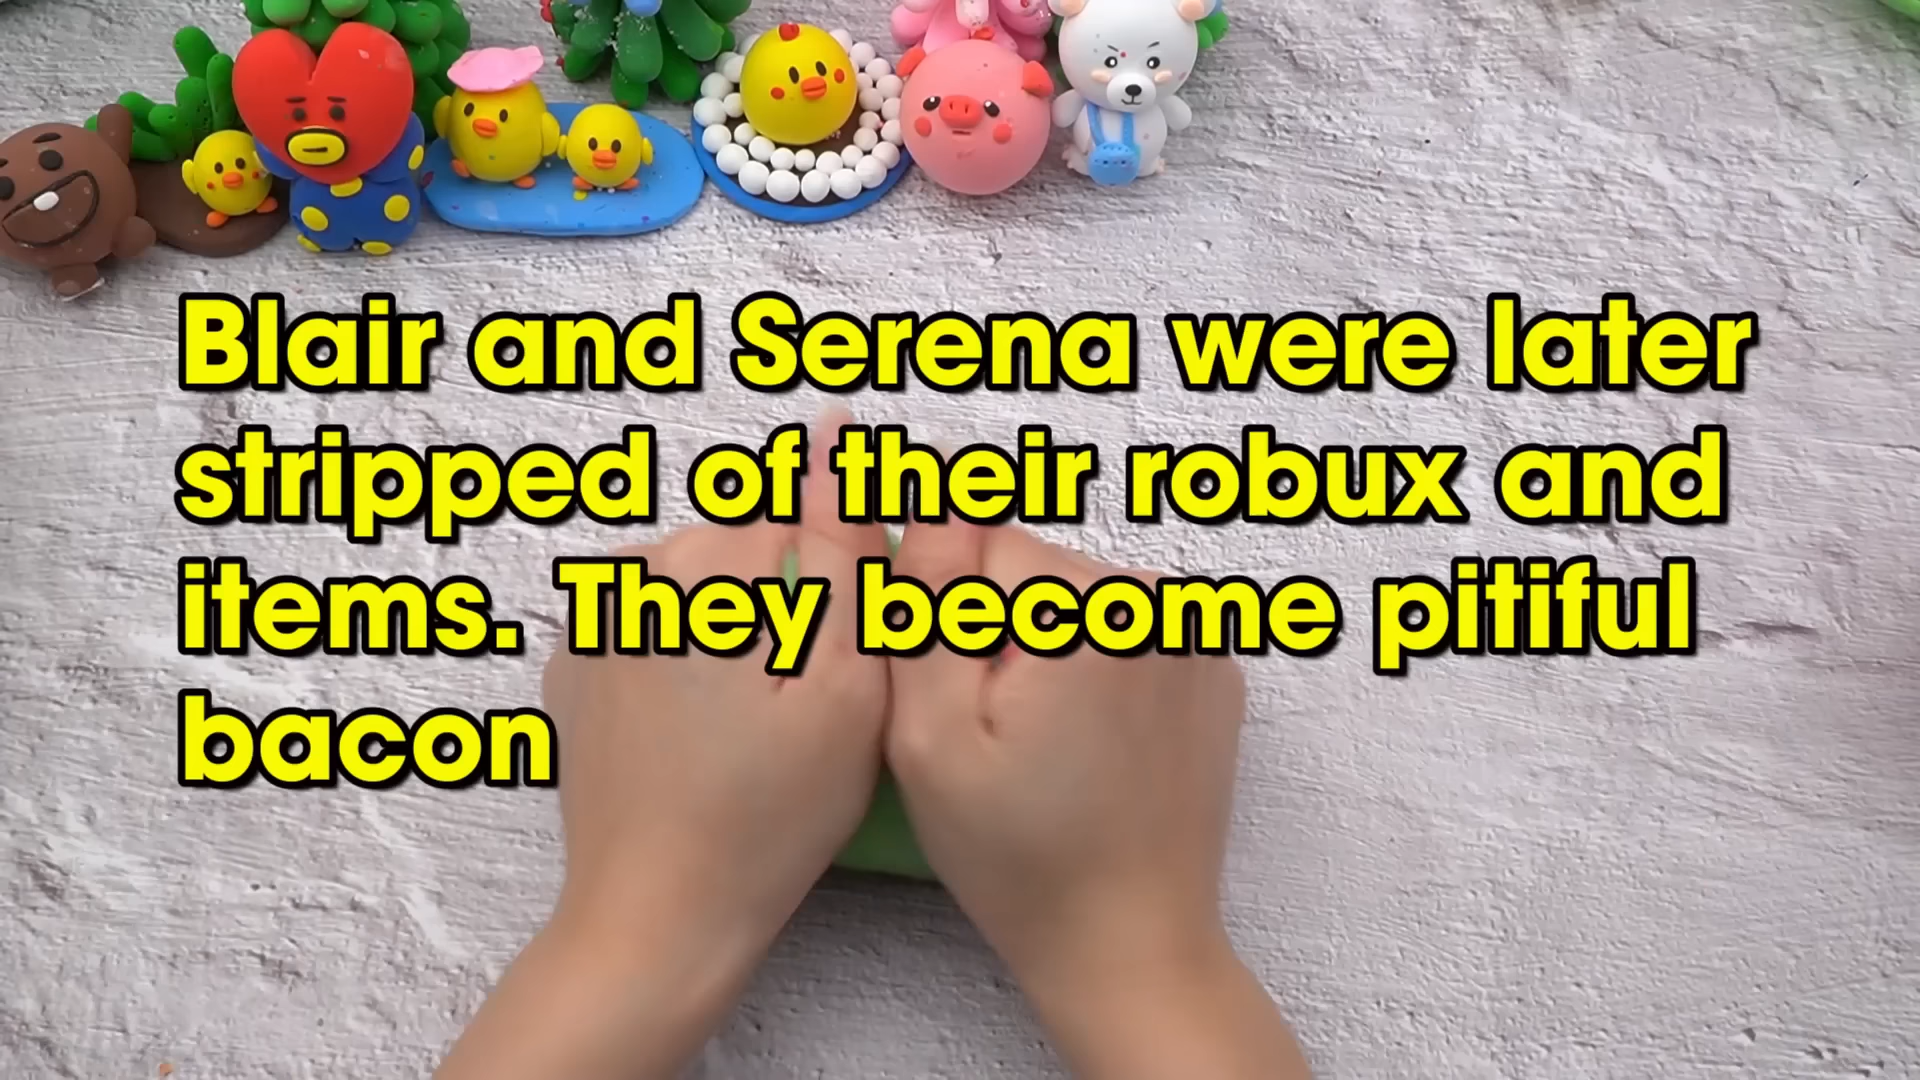 Blair and Serena were later
stripped of their robux and
items. They become pitiful
bacon